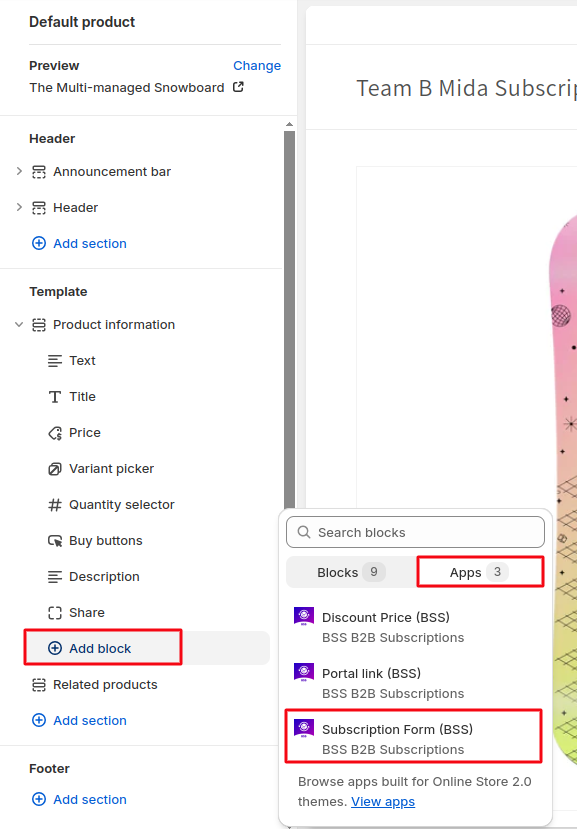 Default product
Preview
Change
The Multi-managed Snowboard
Header
Announcement bar
Header
Add section
Template
Product information
Text
Title
Price
Variant picker
Quantity selector
Buy buttons
Description
Share
Add block
Related products
Add section
Footer
Add section
Team B Mida Subscrip
Search blocks
Blocks 9
Apps 3
Discount Price (BSS)
BSS B2B Subscriptions
Portal link (BSS)
BSS B2B Subscriptions
Subscription Form (BSS)
BSS B2B Subscriptions
Browse apps built for Online Store 2.0
themes. View apps